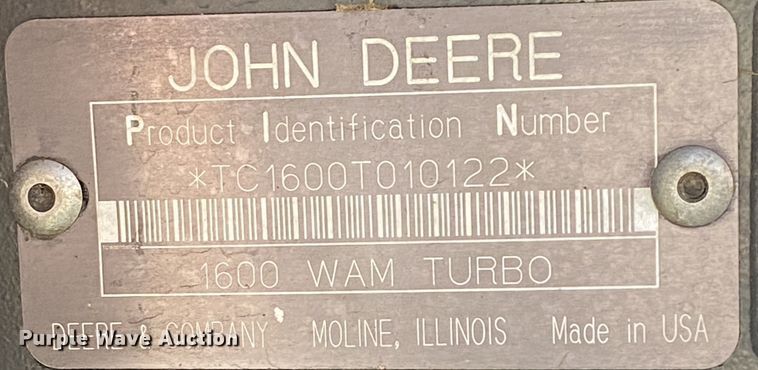 JOHN DEERE
Product Identification Number
*TC1600T010122*
1600 WAM TURBO
DEERE & COMPANY MOLINE, ILLINOIS Made in USA
Purple Wave Auction